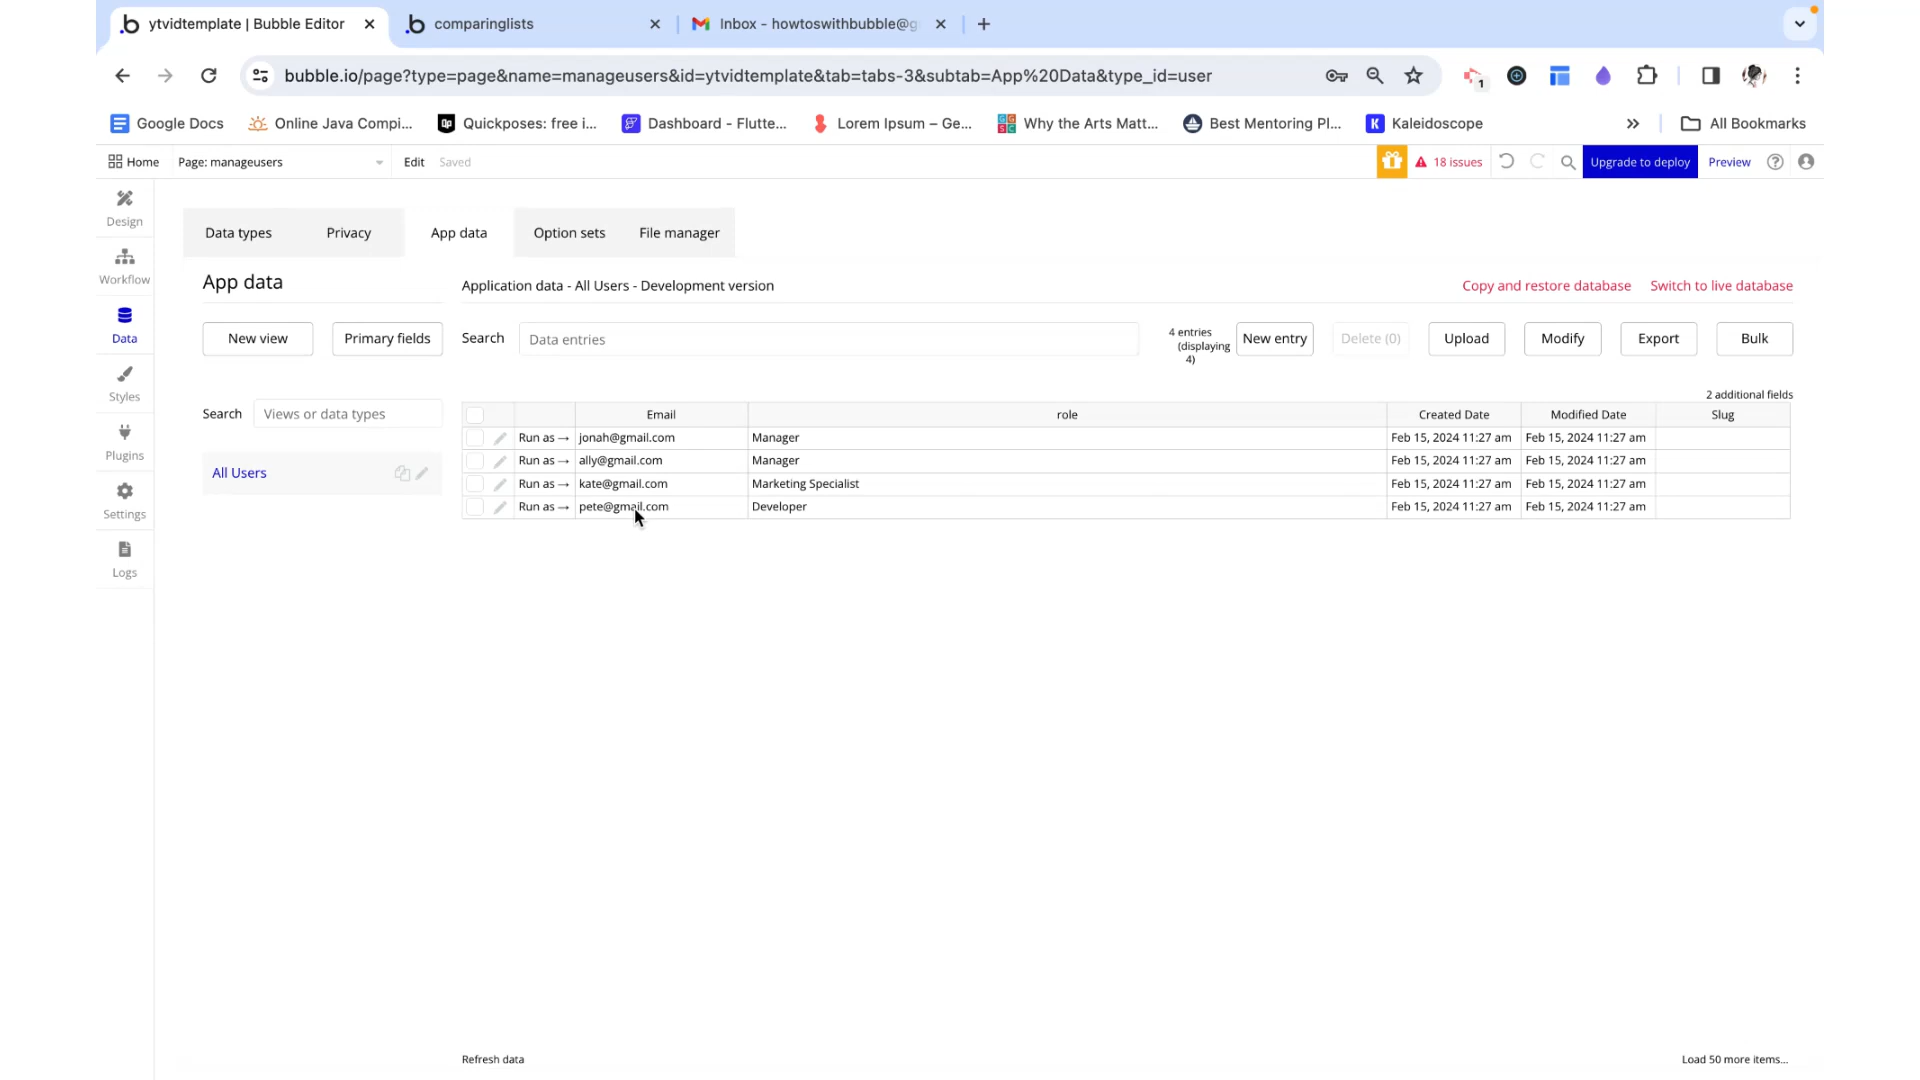 ytvidtemplate | Bubble Editor
comparinglists
Inbox - howtoswithbubble@g
bubble.io/page?type=page&name=manageusers&id=ytvidtemplate&tab=tabs-3&subtab=App%20Data&type_id=user
1
Google Docs
Online Java Compi...
Qp
Quickposes: free i...
Dashboard - Flutte...
Lorem Ipsum – Ge...
Why the Arts Matt...
Best Mentoring Pl...
K
Kaleidoscope
All Bookmarks
Home
Page: manageusers
Edit
Saved
18 issues
Upgrade to deploy
Preview
Design
Workflow
Data
Styles
Plugins
Settings
Logs
Data types
Privacy
App data
Option sets
File manager
App data
Application data - All Users - Development version
Copy and restore database
Switch to live database
New view
Primary fields
Search
Data entries
4 entries
(displaying
4)
New entry
Delete (0)
Upload
Modify
Export
Bulk
2 additional fields
Search
Views or data types
All Users
Email role Created Date Modified Date Slug
Run as → jonah@gmail.com Manager Feb 15, 2024 11:27 am Feb 15, 2024 11:27 am
Run as → ally@gmail.com Manager Feb 15, 2024 11:27 am Feb 15, 2024 11:27 am
Run as → kate@gmail.com Marketing Specialist Feb 15, 2024 11:27 am Feb 15, 2024 11:27 am
Run as → pete@gmail.com Developer Feb 15, 2024 11:27 am Feb 15, 2024 11:27 am
Refresh data
Load 50 more items...